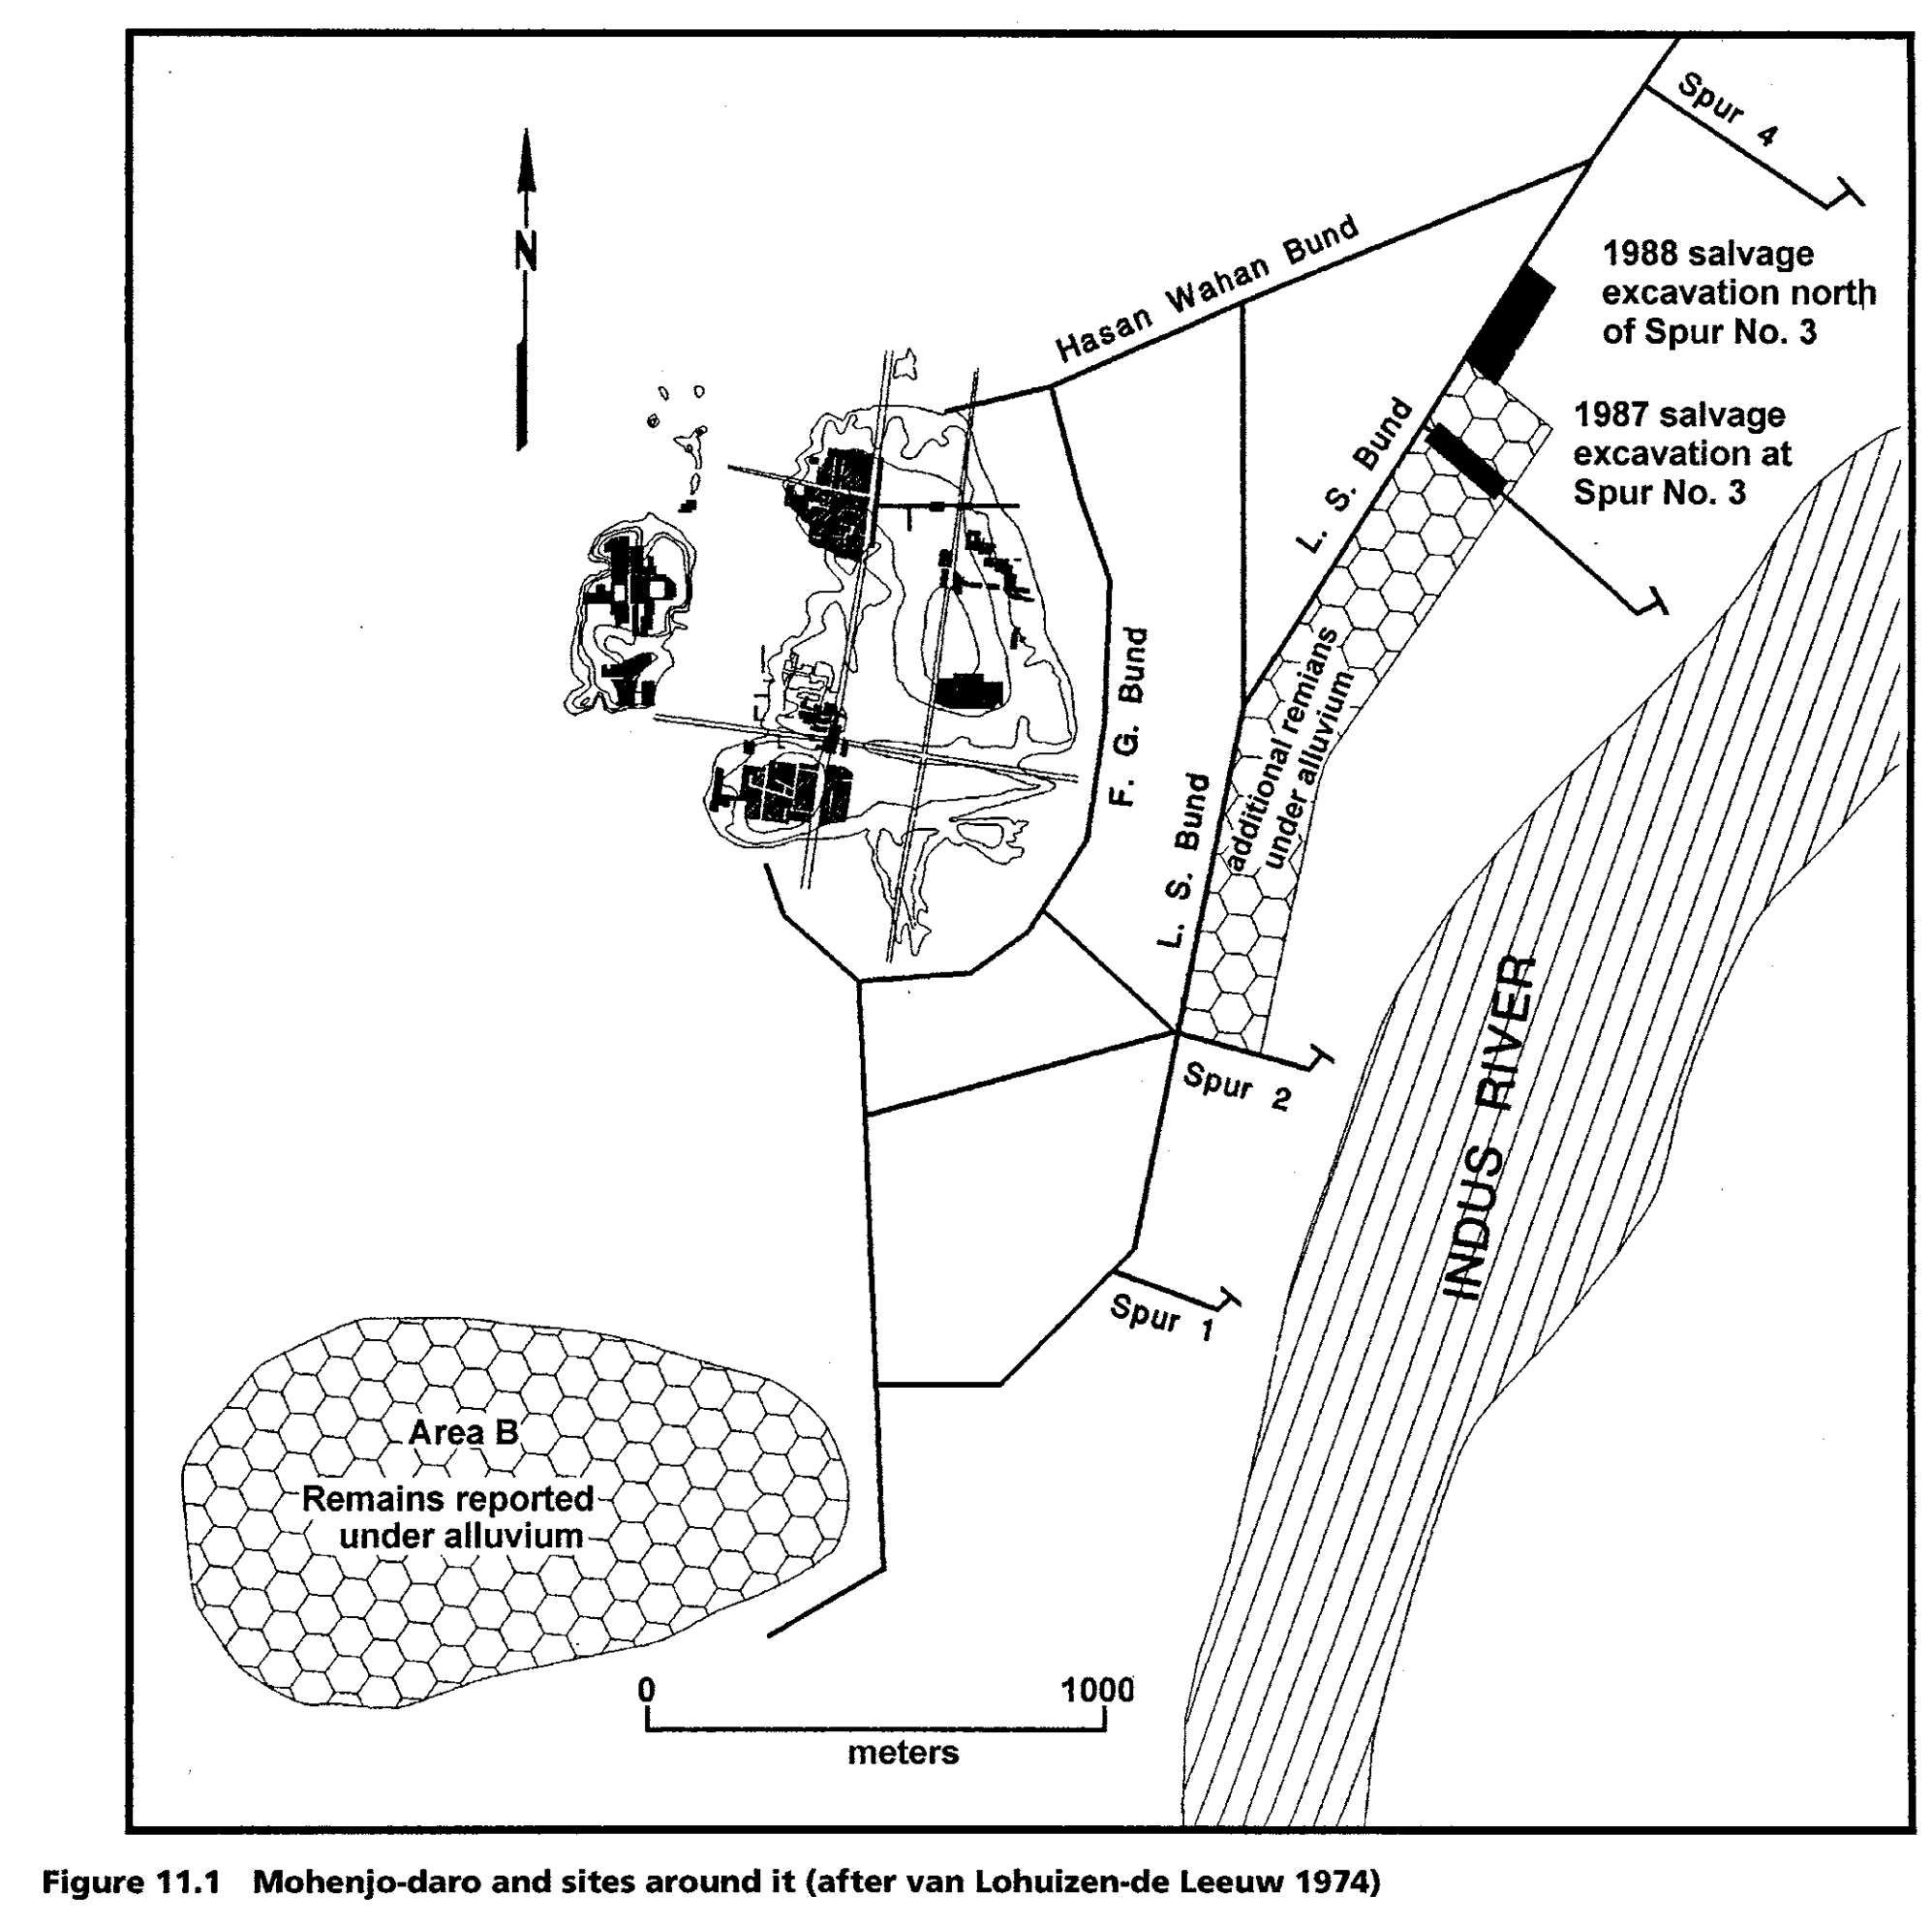 Spur 4
N
Hasan Wahan Bund
1988 salvage
excavation north
of Spur No. 3
1987 salvage
excavation at
Spur No. 3
L. S. Bund
F. G. Bund
additional remians
under alluvium
L. S. Bund
INDUS RIVER
Spur 2
Spur 1
Area B
Remains reported
under alluvium
0 1000
meters
Figure 11.1 Mohenjo-daro and sites around it (after van Lohuizen-de Leeuw 1974)